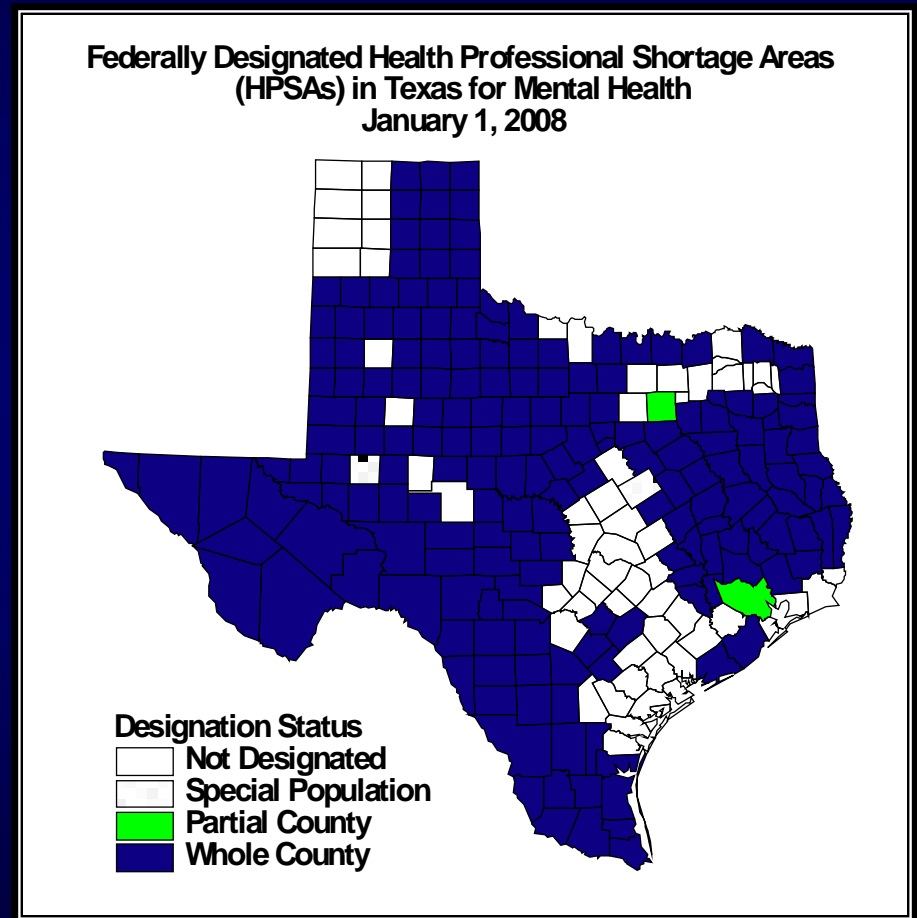 Federally Designated Health Professional Shortage Areas
(HPSAs) in Texas for Mental Health
January 1, 2008
Designation Status
Not Designated
Special Population
Partial County
Whole County